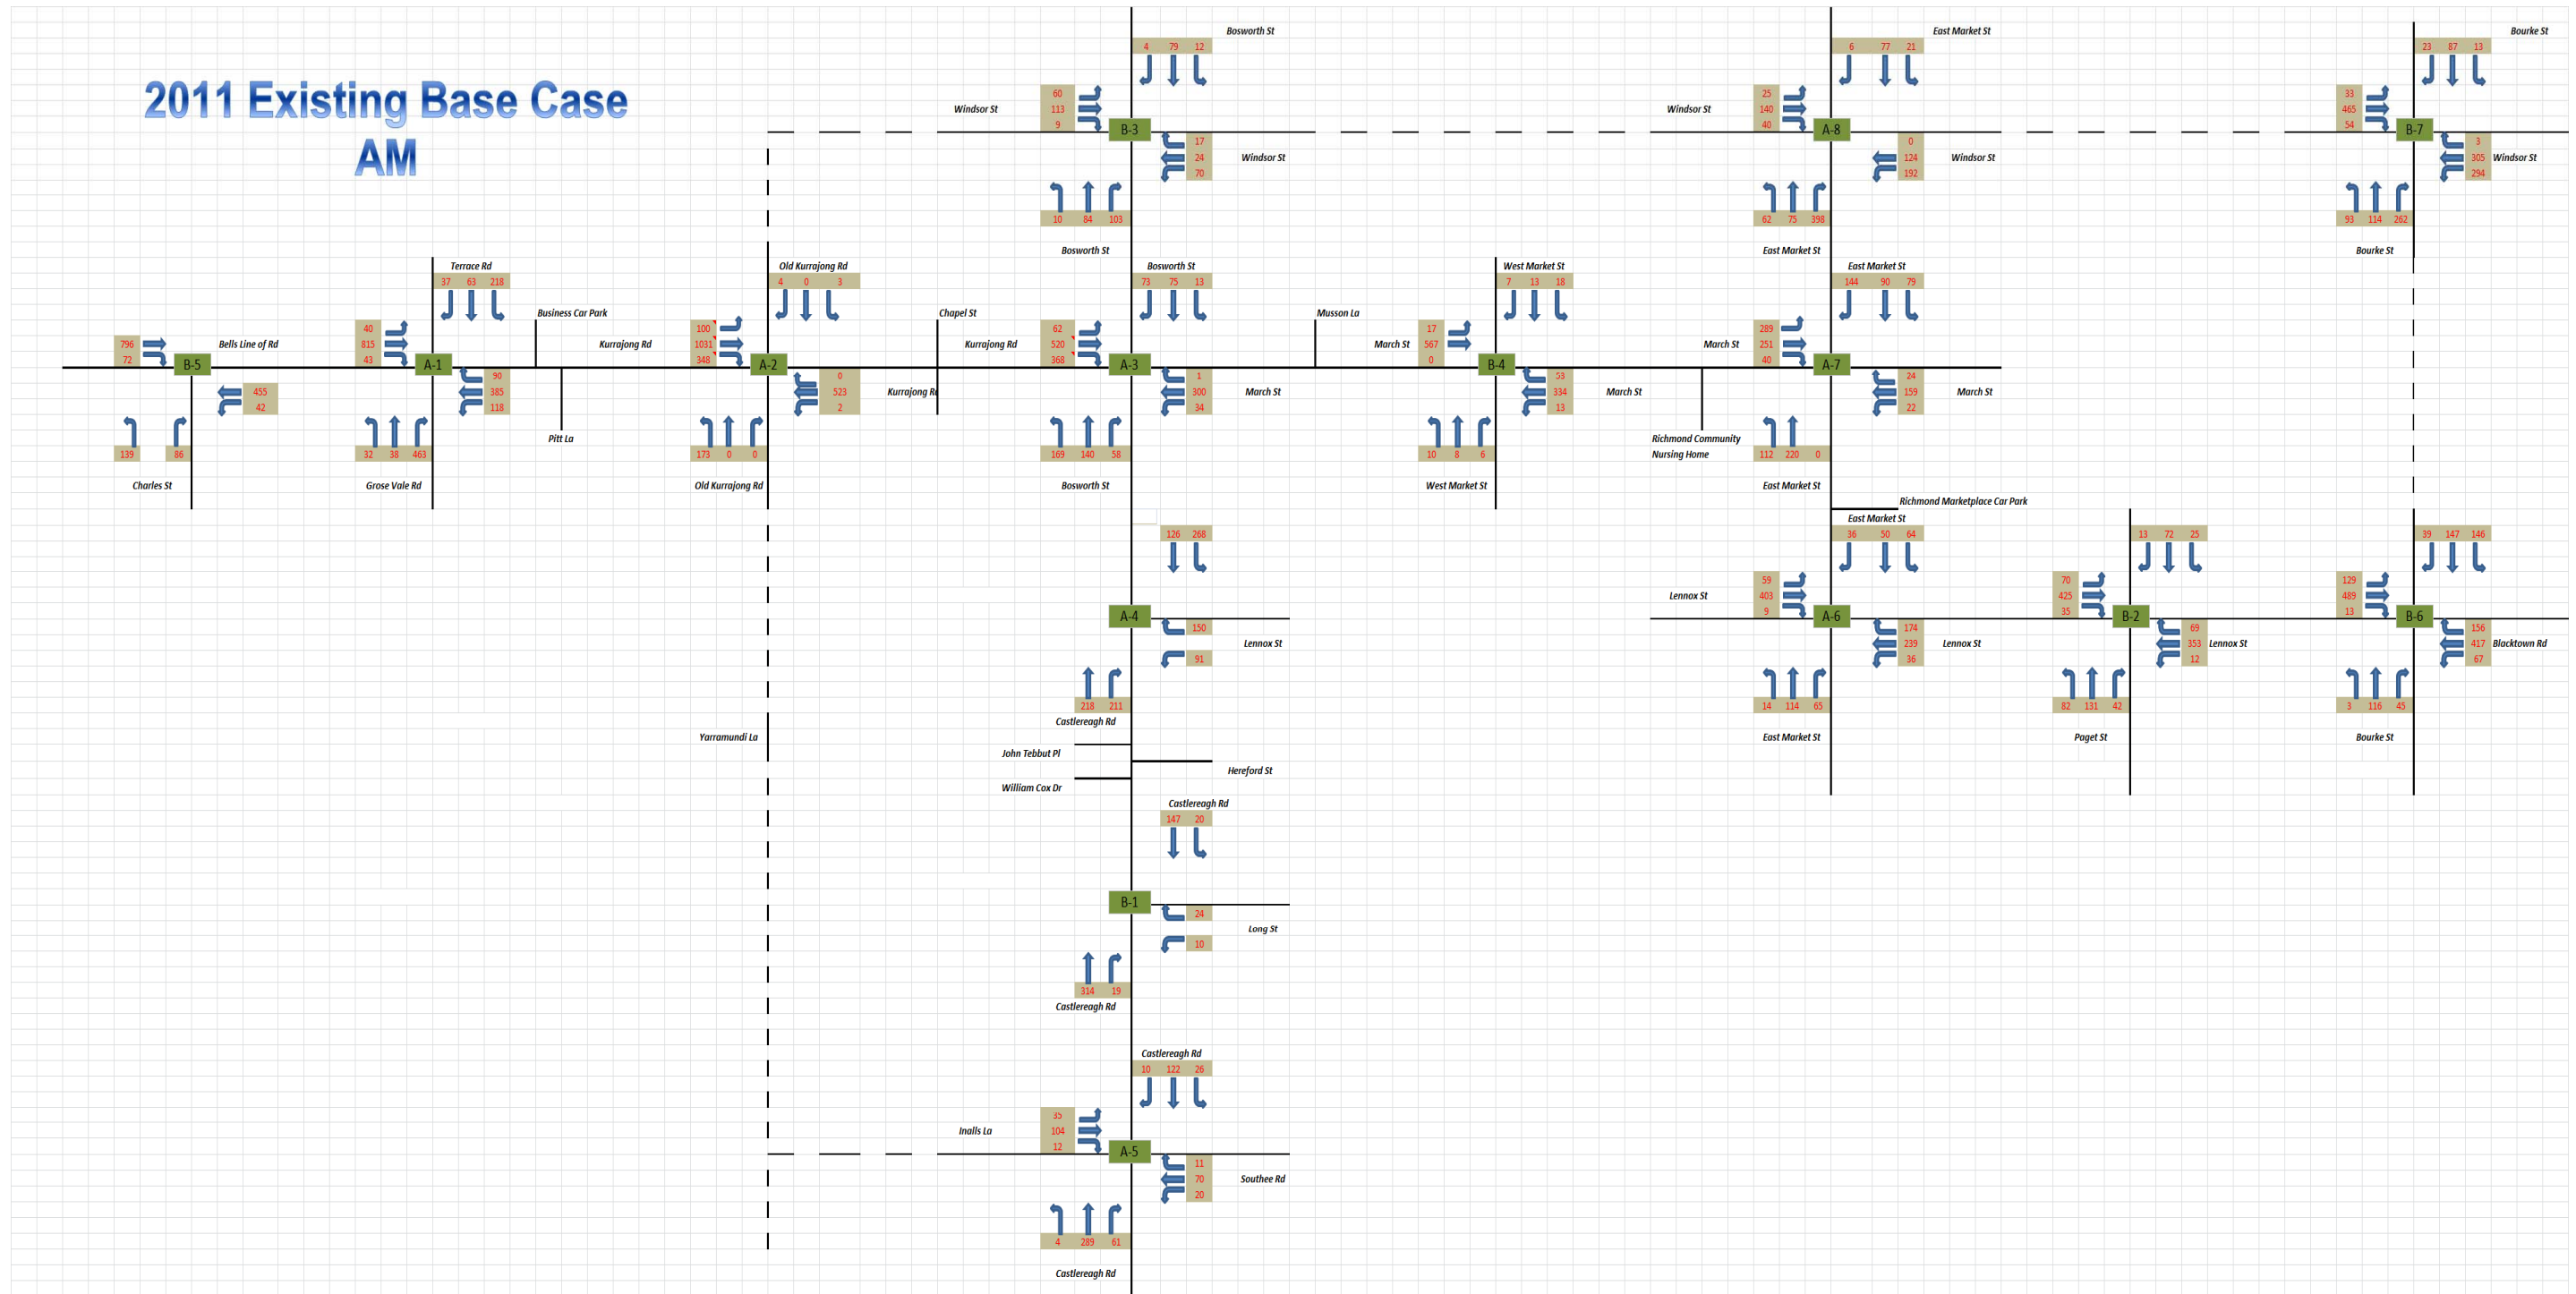 2011 Existing Base Case
AM
Bosworth St
4 79 12
East Market St
6 77 21
Bourke St
23 87 13
Windsor St
60
113
9
B-3
17
24
70
Windsor St
10 84 103
Bosworth St
Windsor St
25
140
40
A-8
0
124
192
Windsor St
62 75 398
East Market St
33
465
54
B-7
3
305
294
Windsor St
93 114 262
Bourke St
796
72
B-5
Bells Line of Rd
455
42
139 86
Charles St
Terrace Rd
37 63 218
40
815
43
A-1
90
385
118
32 38 463
Grose Vale Rd
Business Car Park
Pitt La
Old Kurrajong Rd
4 0 3
Kurrajong Rd
100
1031
348
A-2
0
523
2
Kurrajong Rd
173 0 0
Old Kurrajong Rd
Chapel St
Bosworth St
73 75 13
Kurrajong Rd
62
520
368
A-3
1
300
34
March St
169 140 58
Bosworth St
Musson La
West Market St
7 13 18
March St
17
567
0
B-4
53
334
13
March St
10 8 6
West Market St
Richmond Community
Nursing Home
East Market St
144 90 79
March St
289
251
40
A-7
24
159
22
March St
112 220 0
East Market St
Richmond Marketplace Car Park
126 268
A-4
150
91
Lennox St
218 211
Castlereagh Rd
East Market St
36 50 64
Lennox St
59
403
9
A-6
174
239
36
Lennox St
14 114 65
East Market St
13 72 25
70
425
35
B-2
69
353
12
Lennox St
82 131 42
Paget St
39 147 146
129
489
13
B-6
156
417
67
Blacktown Rd
3 116 45
Bourke St
Yarramundi La
John Tebbut Pl
Hereford St
William Cox Dr
Castlereagh Rd
147 20
B-1
24
10
Long St
314 19
Castlereagh Rd
Castlereagh Rd
10 122 26
Inalls La
35
104
12
A-5
11
70
20
Southee Rd
4 289 61
Castlereagh Rd